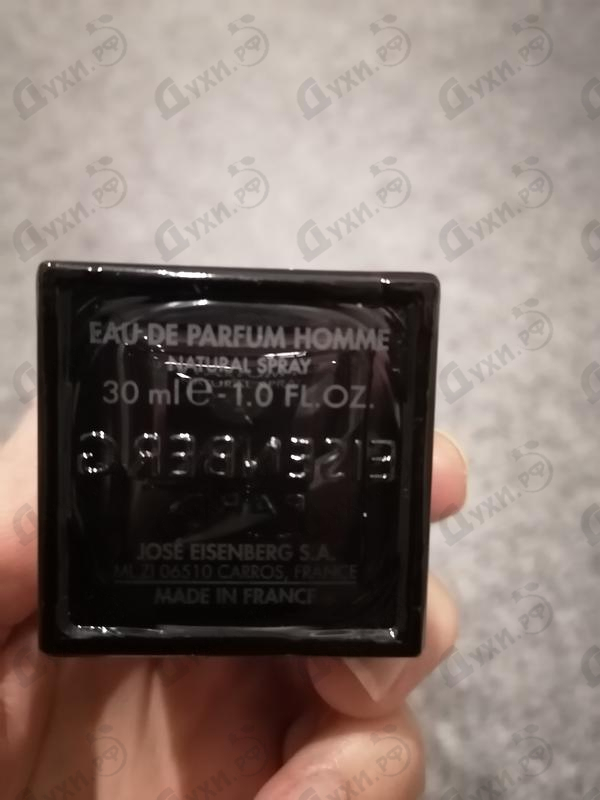 EAU DE PARFUM HOMME
NATURAL SPRAY
30 ml e - 1.0 FL.OZ.
EISENBERG
PARIS
JOSÉ EISENBERG S.A.
MI, ZI 06510 CARROS, FRANCE
MADE IN FRANCE
Духи.рф